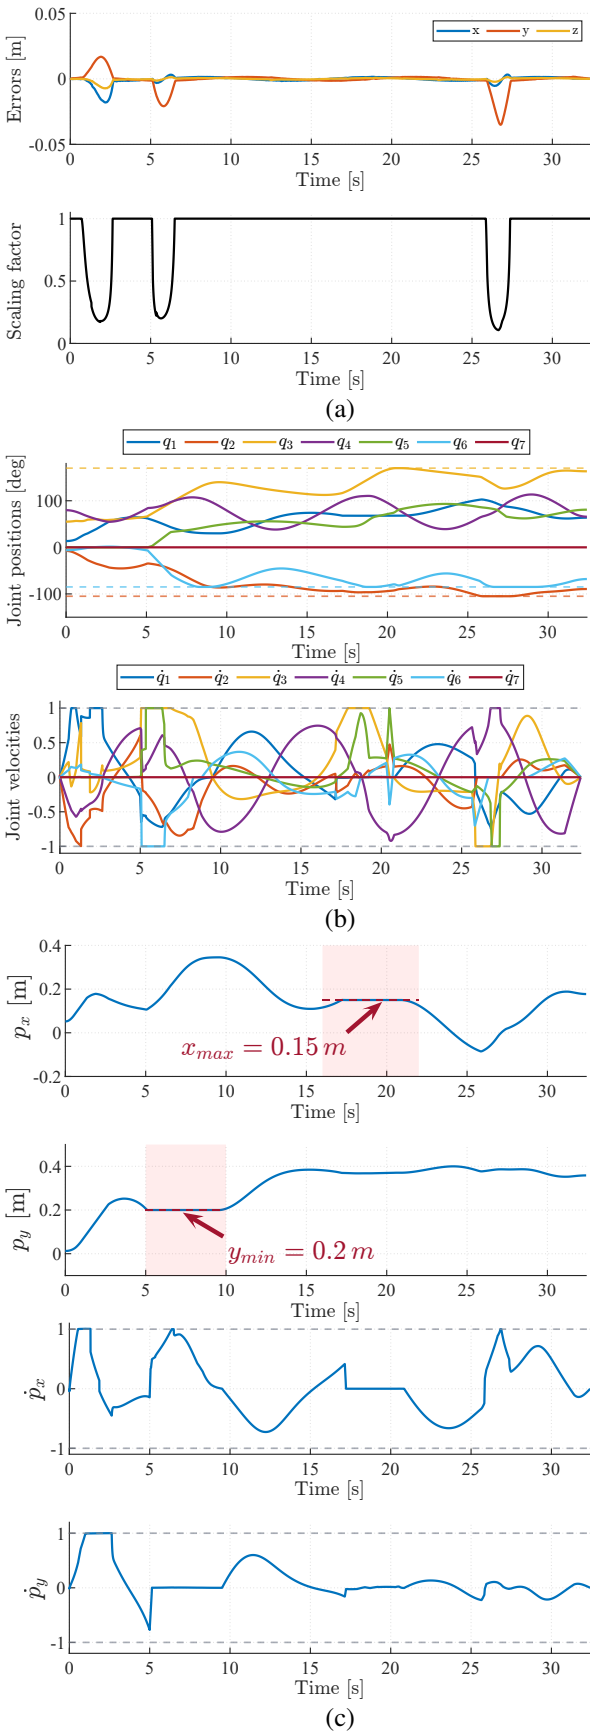 x y z
0.05
0
-0.05
Errors [m]
0 5 10 15 20 25 30
Time [s]
1
0.5
0
Scaling factor
0 5 10 15 20 25 30
Time [s]
(a)
q1 q2 q3 q4 q5 q6 q7
100
0
-100
Joint positions [deg]
0 5 10 15 20 25 30
Time [s]
q̇1 q̇2 q̇3 q̇4 q̇5 q̇6 q̇7
1
0.5
0
-0.5
-1
Joint velocities
0 5 10 15 20 25 30
Time [s]
(b)
0.4
0.2
0
-0.2
px [m]
xmax = 0.15 m
0 5 10 15 20 25 30
Time [s]
0.4
0.2
0
py [m]
ymin = 0.2 m
0 5 10 15 20 25 30
Time [s]
1
0
-1
ṗx
0 5 10 15 20 25 30
Time [s]
1
0
-1
ṗy
0 5 10 15 20 25 30
Time [s]
(c)